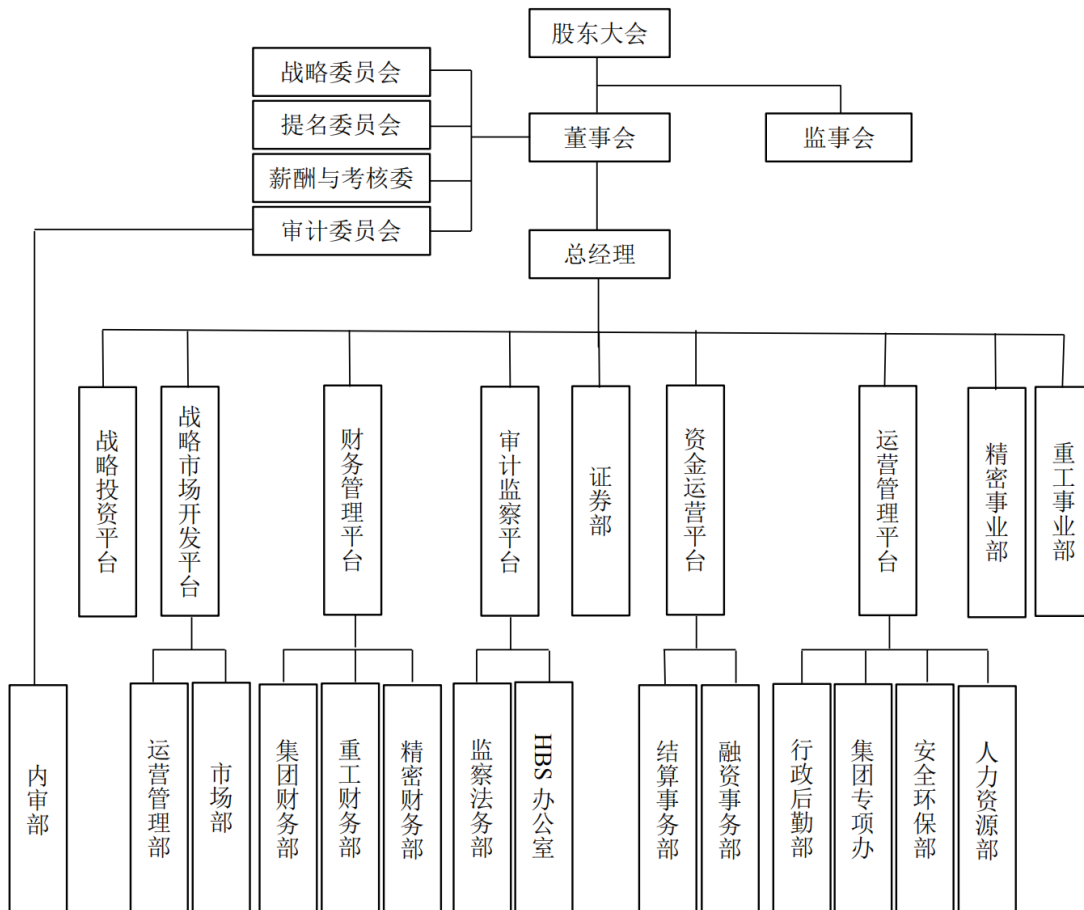 股东大会
战略委员会
提名委员会
董事会
监事会
薪酬与考核委
审计委员会
总经理
战略投资平台
战略市场开发平台
财务管理平台
审计监察平台
证券部
资金运营平台
运营管理平台
精密事业部
重工事业部
内审部
运营管理部
市场部
集团财务部
重工财务部
精密财务部
监察法务部
HBS 办公室
结算事务部
融资事务部
行政后勤部
集团专项办
安全环保部
人力资源部